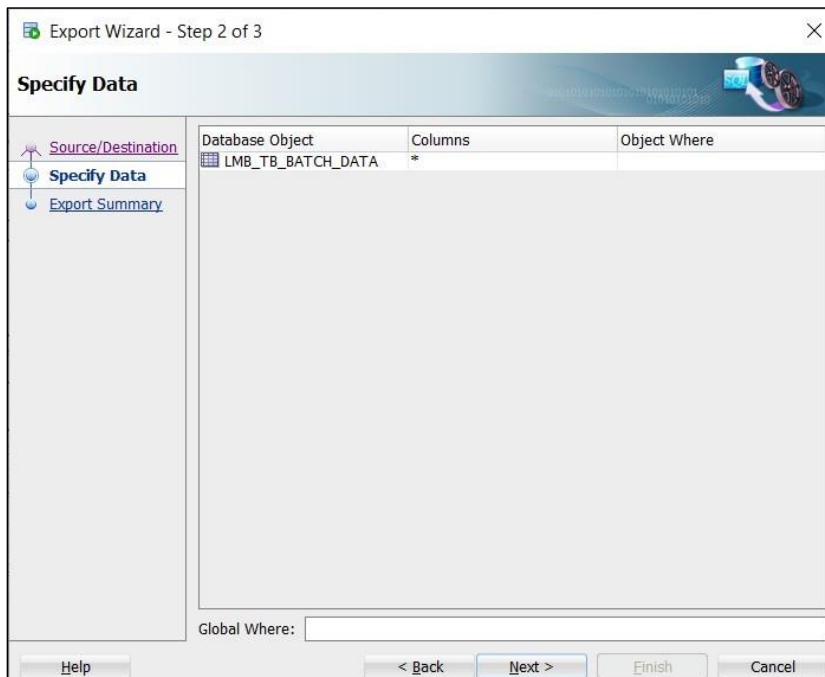 Export Wizard - Step 2 of 3
Specify Data
SQL
Source/Destination
Specify Data
Export Summary
Database Object Columns Object Where
LMB_TB_BATCH_DATA *
Global Where:
Help < Back Next > Finish Cancel